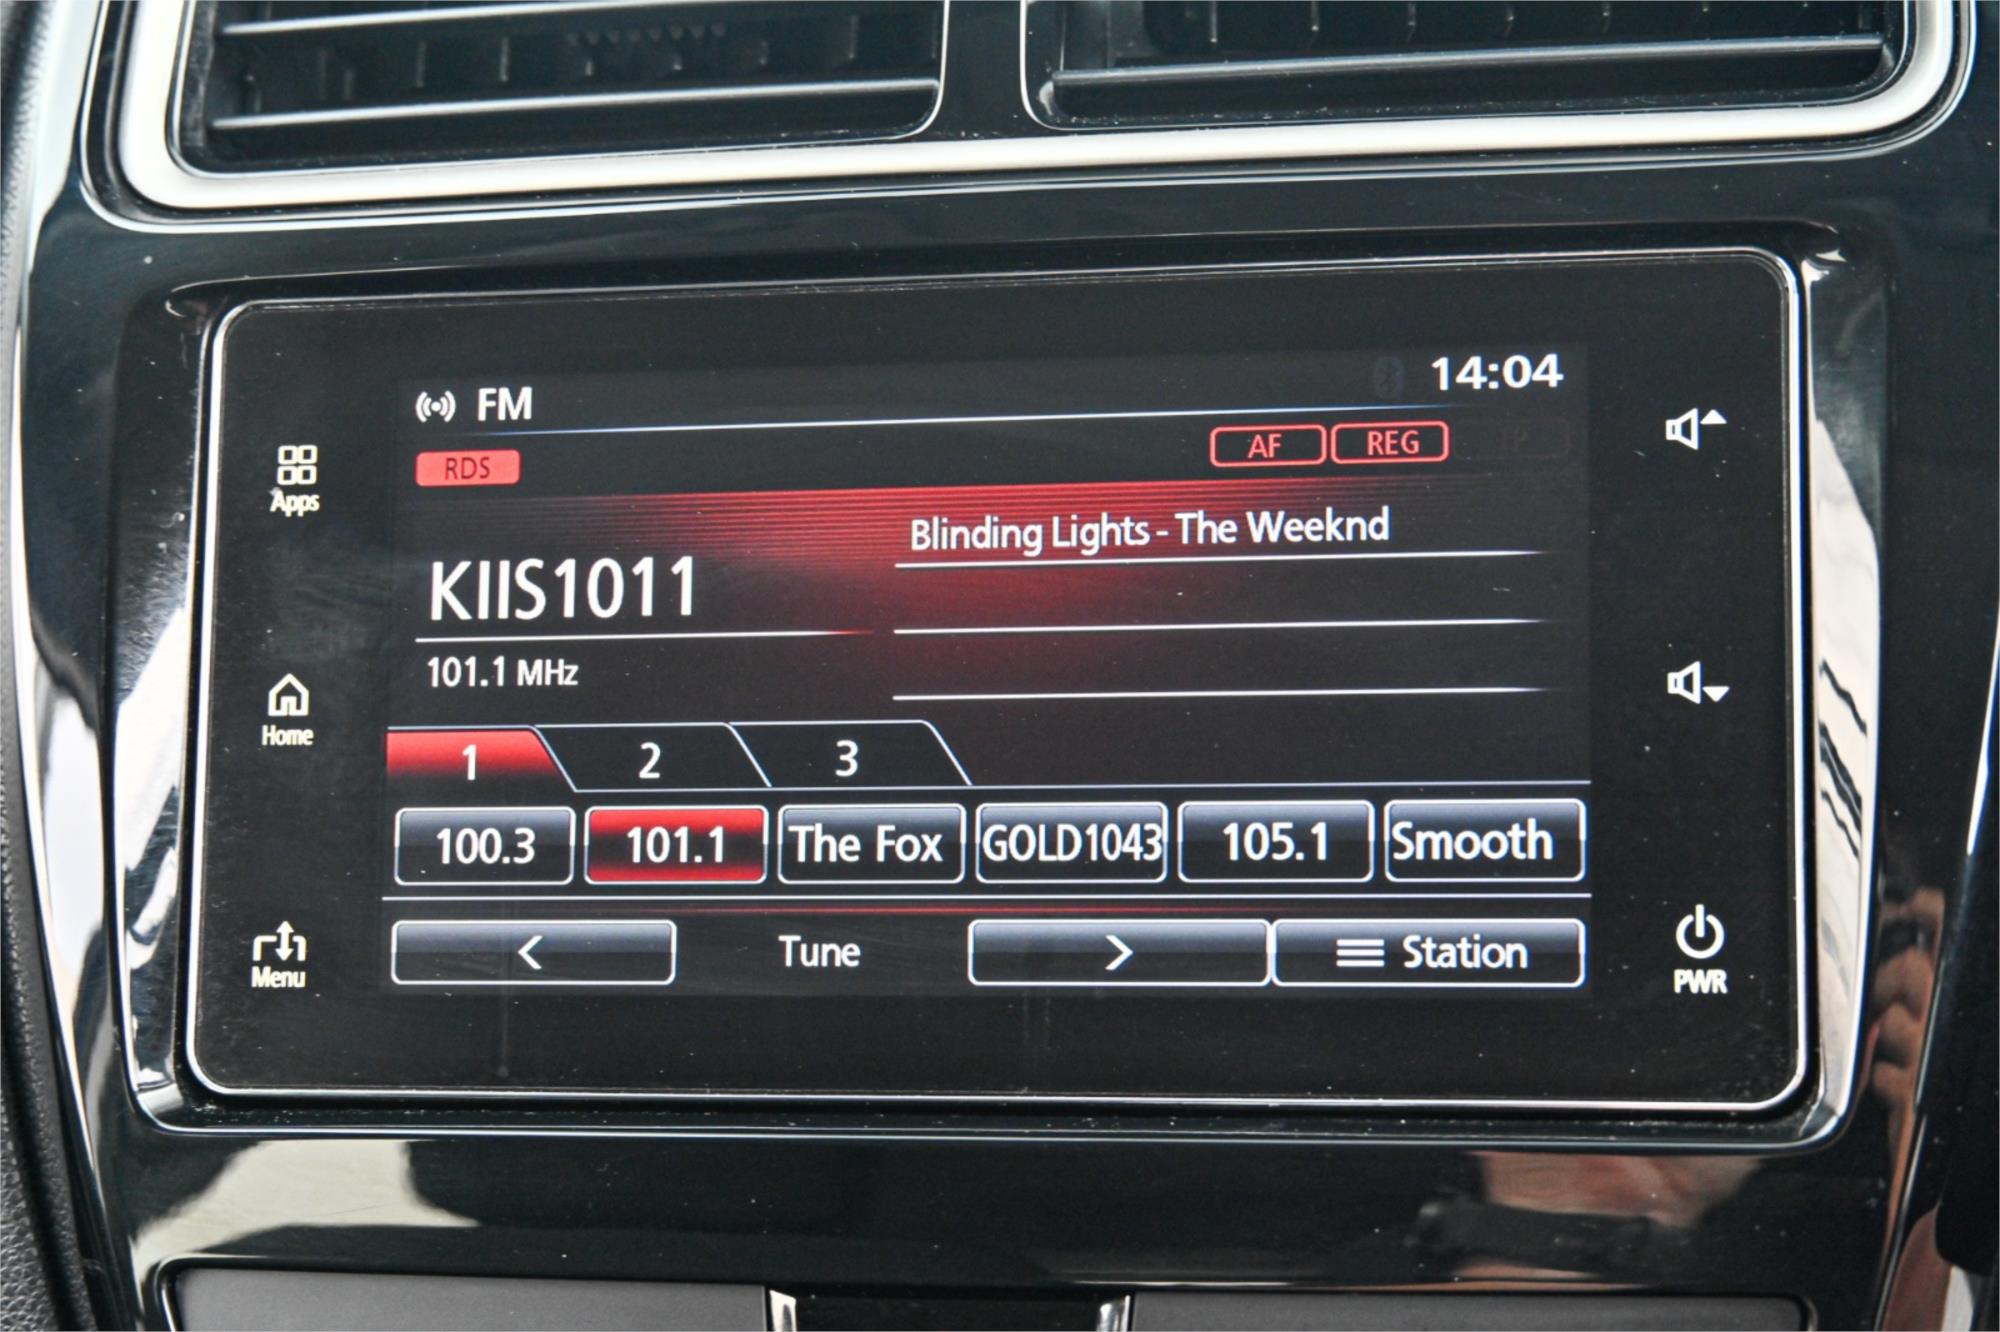 FM
14:04
RDS
AF
REG
TP
Apps
Blinding Lights - The Weeknd
KIIS1011
101.1 MHz
Home
1
2
3
100.3
101.1
The Fox
GOLD1043
105.1
Smooth
Menu
<
Tune
>
Station
PWR